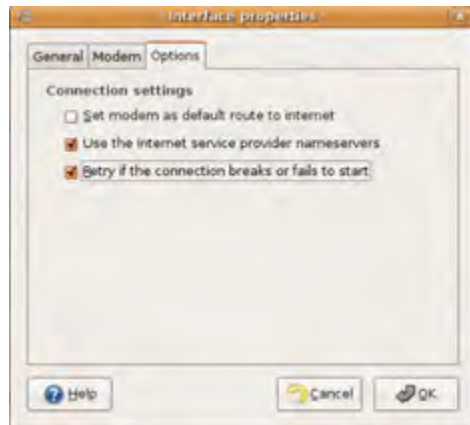 Interface properties
General Modem Options
Connection settings
Set modem as default route to internet
Use the internet service provider nameservers
Retry if the connection breaks or fails to start
Help Cancel OK